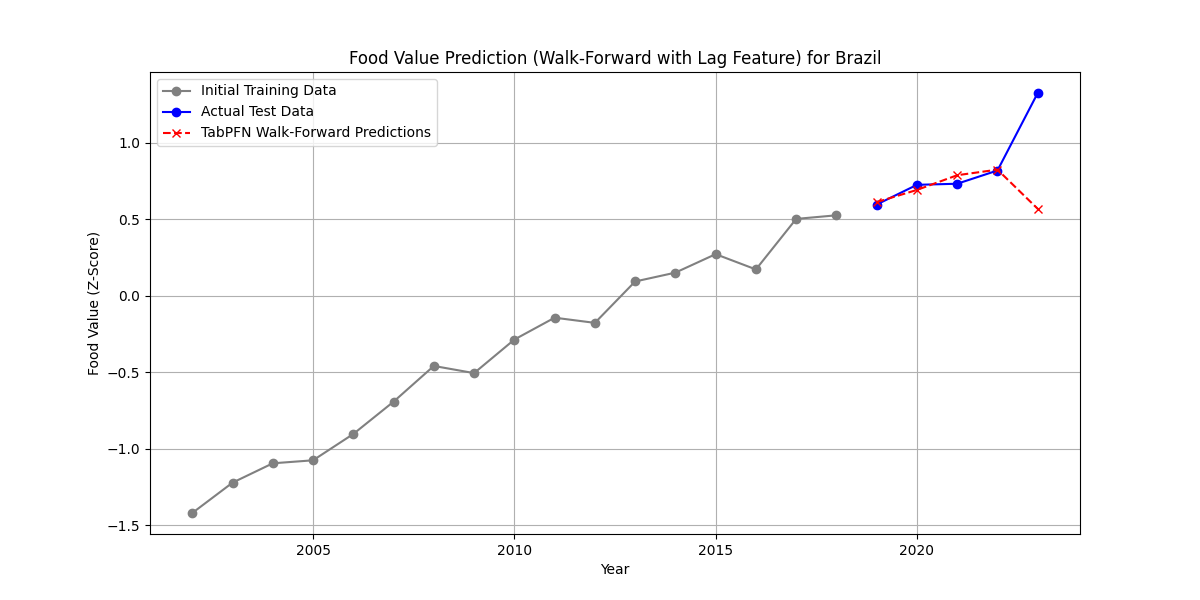 Food Value Prediction (Walk-Forward with Lag Feature) for Brazil
Initial Training Data
Actual Test Data
TabPFN Walk-Forward Predictions
Food Value (Z-Score)
1.0
0.5
0.0
−0.5
−1.0
−1.5
2005 2010 2015 2020
Year